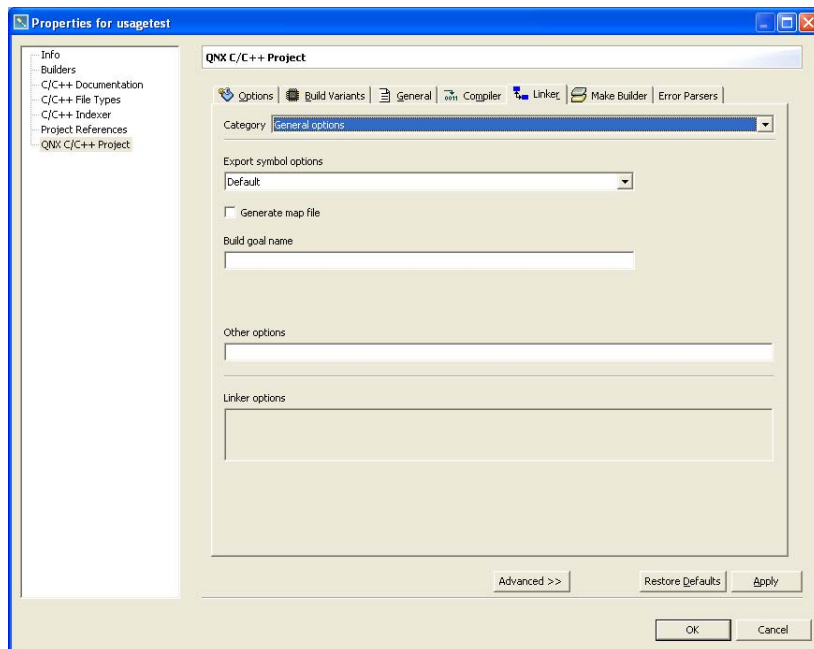 Properties for usagetest
Info
Builders
C/C++ Documentation
C/C++ File Types
C/C++ Indexer
Project References
QNX C/C++ Project
QNX C/C++ Project
Options
Build Variants
General
Compiler
Linker
Make Builder
Error Parsers
Category
General options
Export symbol options
Default
Generate map file
Build goal name
Other options
Linker options
Advanced >>
Restore Defaults
Apply
OK
Cancel